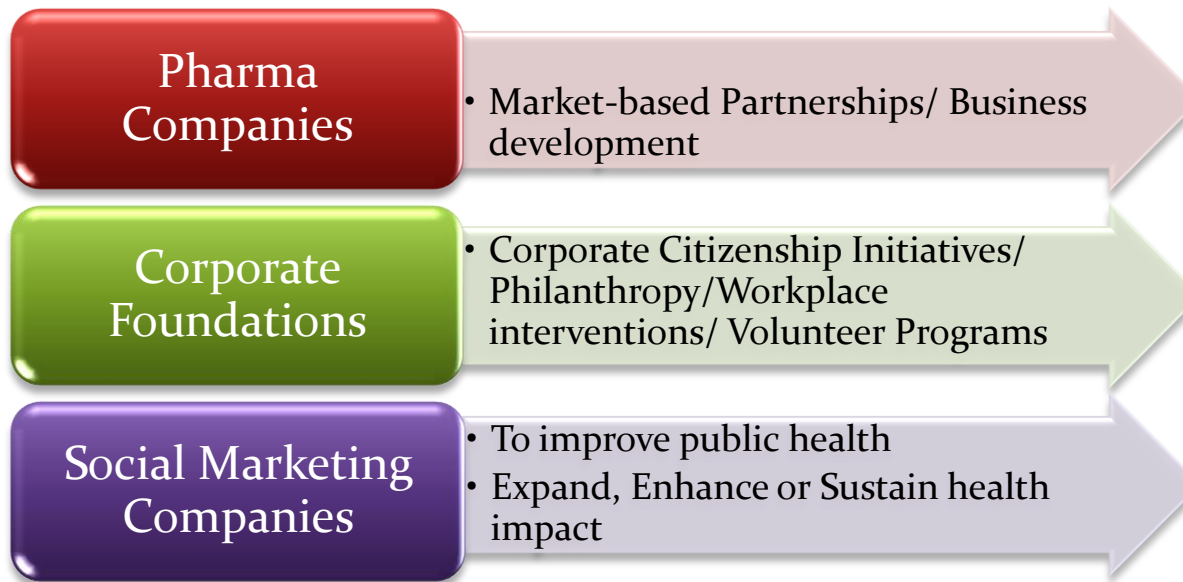 Pharma
Companies
• Market-based Partnerships/ Business
development
Corporate
Foundations
• Corporate Citizenship Initiatives/
Philanthropy/Workplace
interventions/ Volunteer Programs
Social Marketing
Companies
• To improve public health
• Expand, Enhance or Sustain health
impact